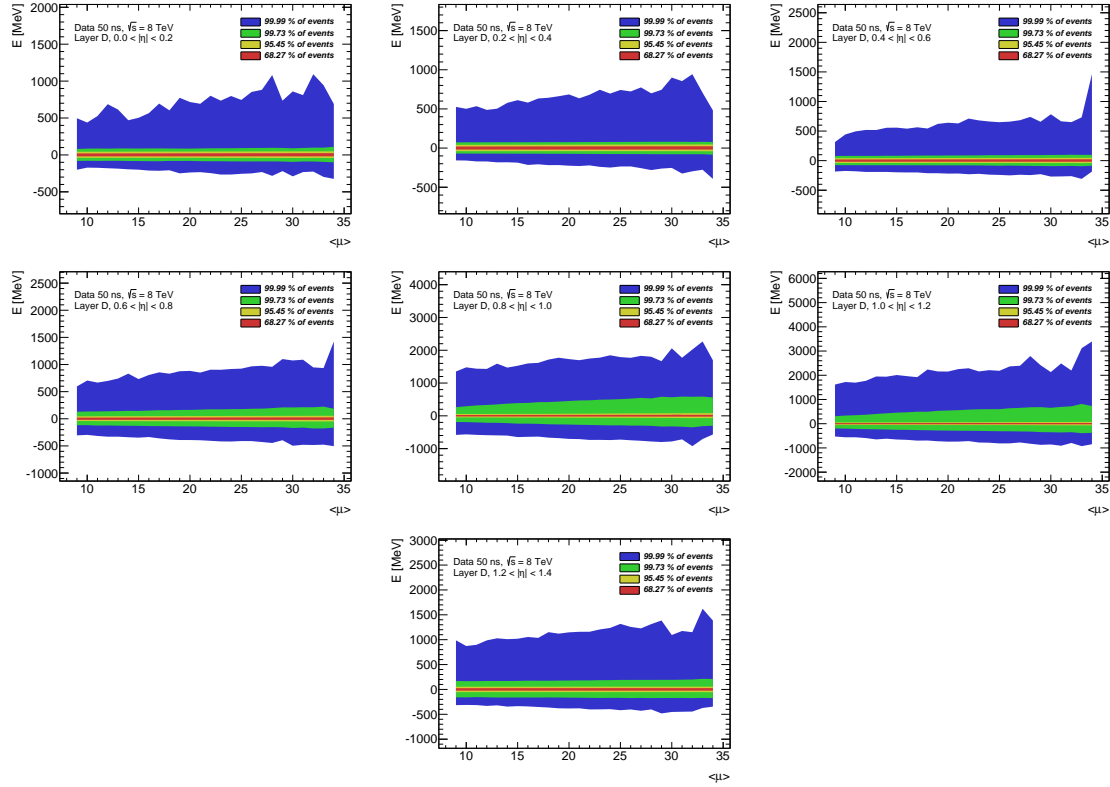 E [MeV]
2000
1500
1000
500
0
-500
Data 50 ns, √s = 8 TeV
Layer D, 0.0 < |η| < 0.2
99.99 % of events
99.73 % of events
95.45 % of events
68.27 % of events
10 15 20 25 30 35
<μ>
E [MeV]
1500
1000
500
0
-500
Data 50 ns, √s = 8 TeV
Layer D, 0.2 < |η| < 0.4
99.99 % of events
99.73 % of events
95.45 % of events
68.27 % of events
10 15 20 25 30 35
<μ>
E [MeV]
2500
2000
1500
1000
500
0
-500
Data 50 ns, √s = 8 TeV
Layer D, 0.4 < |η| < 0.6
99.99 % of events
99.73 % of events
95.45 % of events
68.27 % of events
10 15 20 25 30 35
<μ>
E [MeV]
2500
2000
1500
1000
500
0
-500
-1000
Data 50 ns, √s = 8 TeV
Layer D, 0.6 < |η| < 0.8
99.99 % of events
99.73 % of events
95.45 % of events
68.27 % of events
10 15 20 25 30 35
<μ>
E [MeV]
4000
3000
2000
1000
0
-1000
Data 50 ns, √s = 8 TeV
Layer D, 0.8 < |η| < 1.0
99.99 % of events
99.73 % of events
95.45 % of events
68.27 % of events
10 15 20 25 30 35
<μ>
E [MeV]
6000
5000
4000
3000
2000
1000
0
-1000
-2000
Data 50 ns, √s = 8 TeV
Layer D, 1.0 < |η| < 1.2
99.99 % of events
99.73 % of events
95.45 % of events
68.27 % of events
10 15 20 25 30 35
<μ>
E [MeV]
3000
2500
2000
1500
1000
500
0
-500
-1000
Data 50 ns, √s = 8 TeV
Layer D, 1.2 < |η| < 1.4
99.99 % of events
99.73 % of events
95.45 % of events
68.27 % of events
10 15 20 25 30 35
<μ>